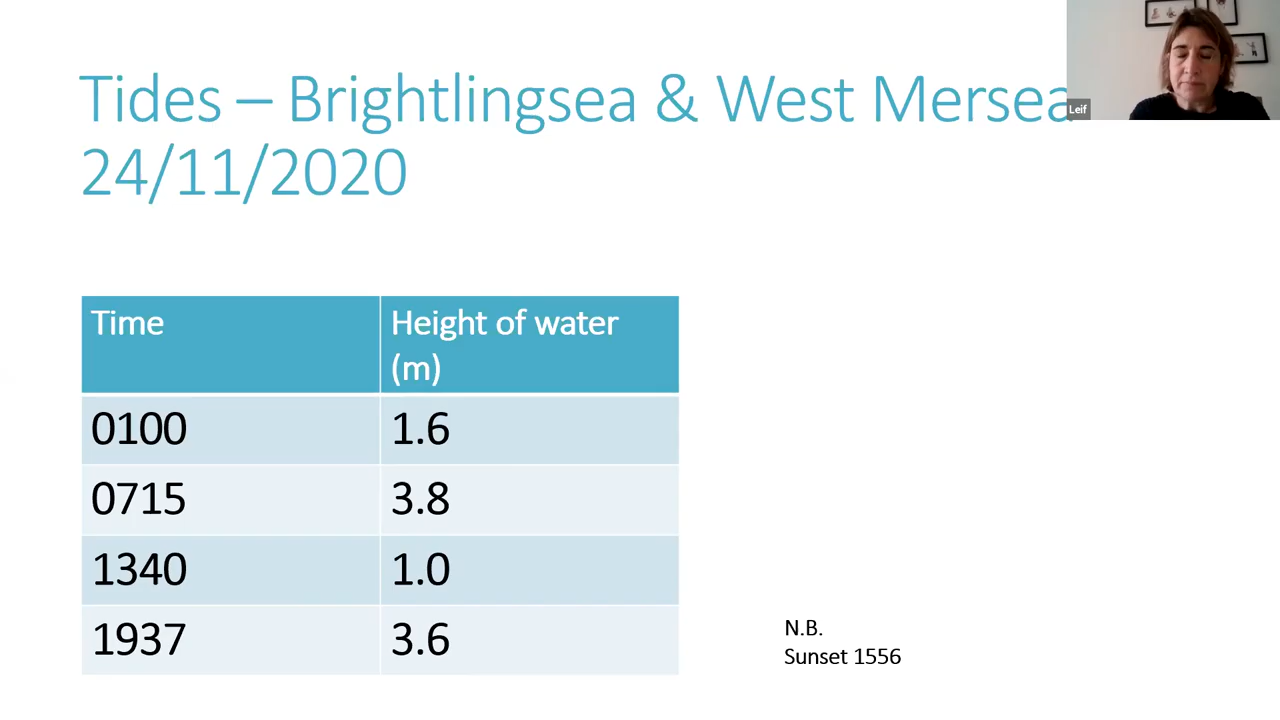 Tides – Brightlingsea & West Mersea
24/11/2020
Leif
Time
Height of water
(m)
0100
1.6
0715
3.8
1340
1.0
1937
3.6
N.B.
Sunset 1556